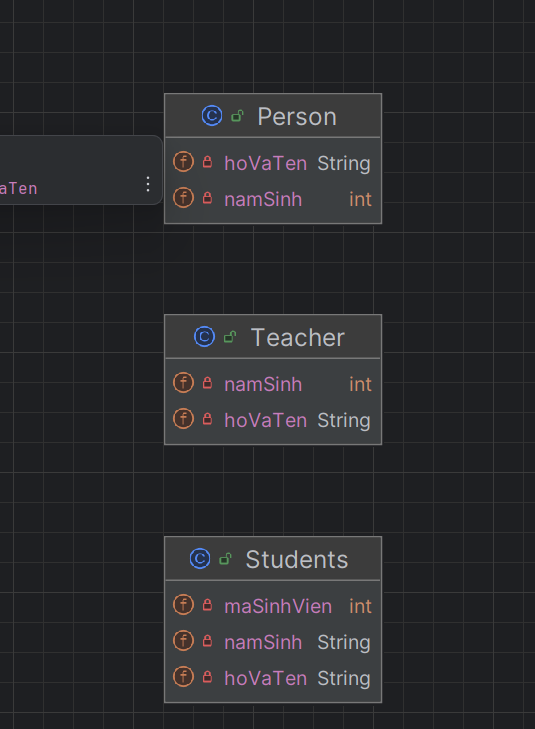 Person
hoVaTen String
aTen
namSinh int
Teacher
namSinh int
hoVaTen String
Students
maSinhVien int
namSinh String
hoVaTen String